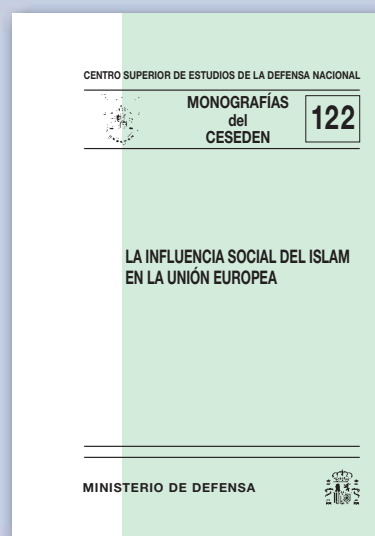 CENTRO SUPERIOR DE ESTUDIOS DE LA DEFENSA NACIONAL
MONOGRAFÍAS
del
CESEDEN
122
LA INFLUENCIA SOCIAL DEL ISLAM
EN LA UNIÓN EUROPEA
MINISTERIO DE DEFENSA